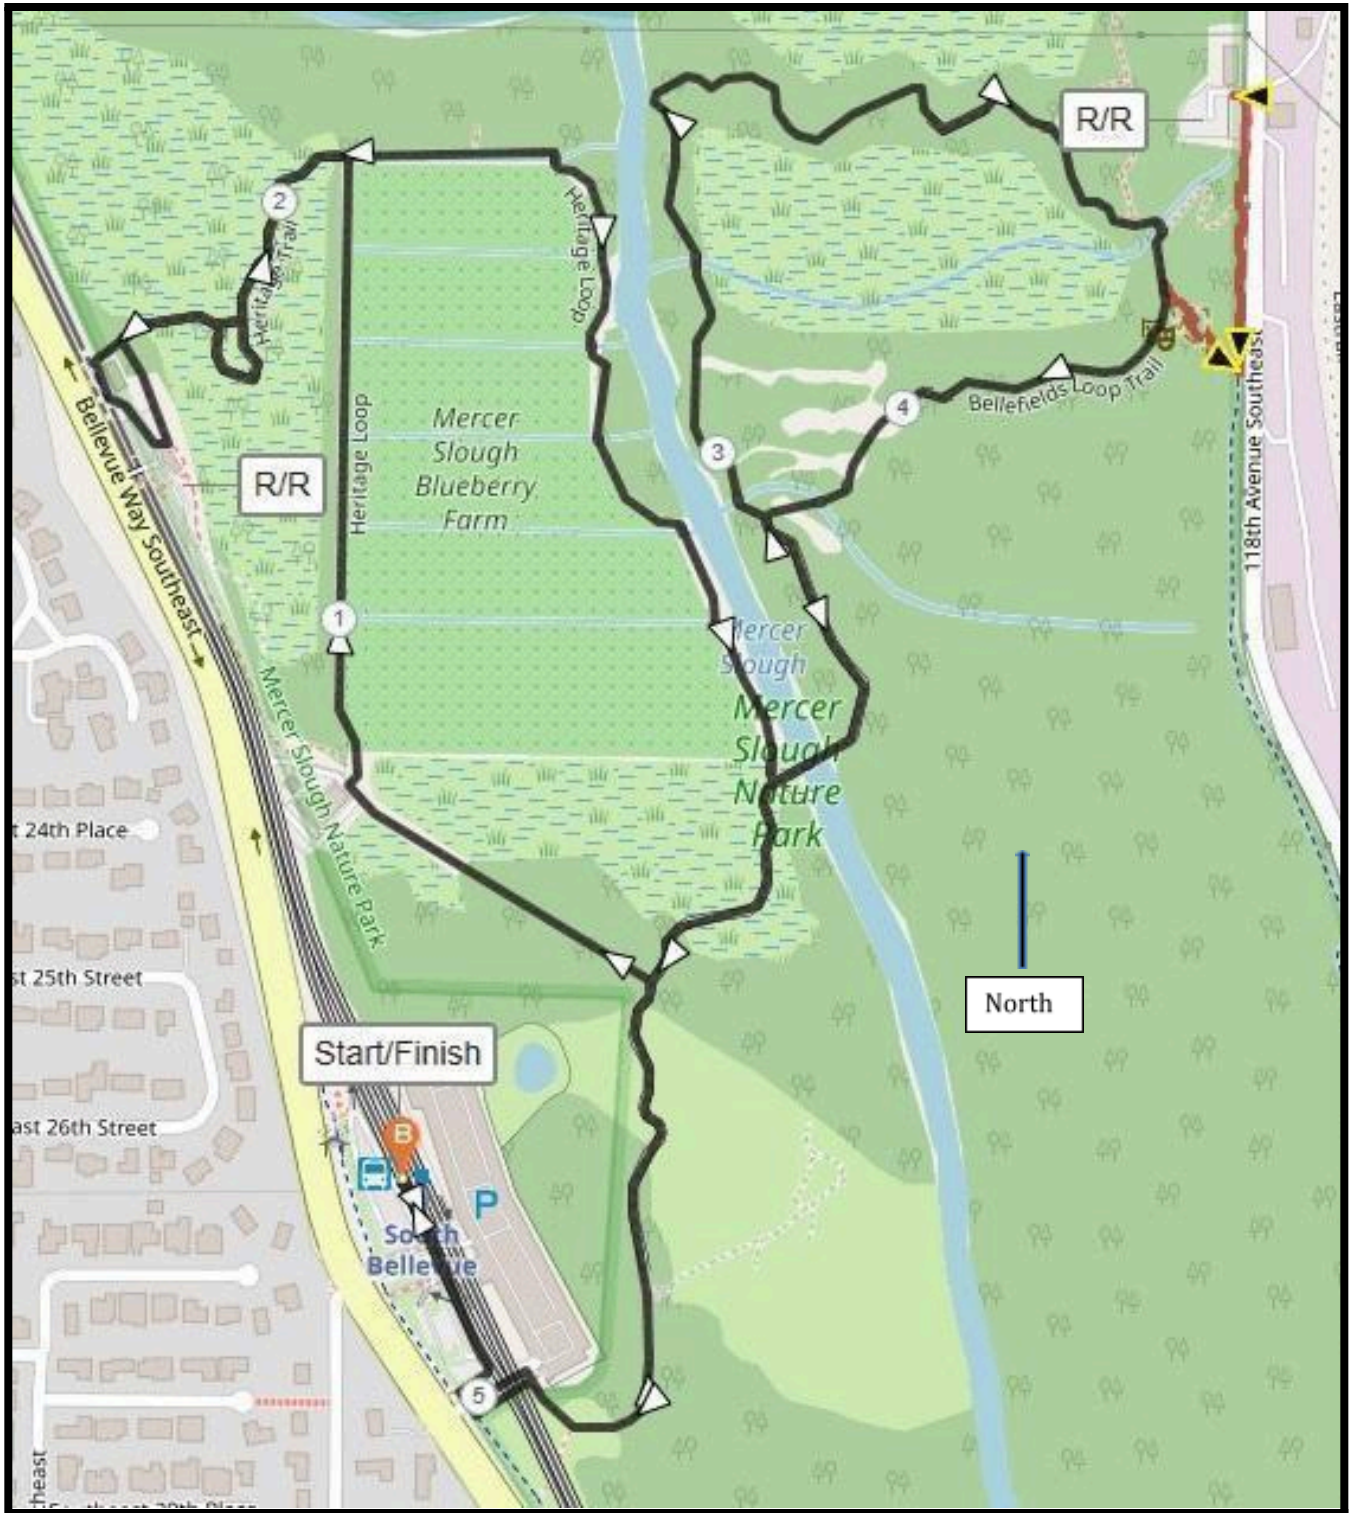 R/R
2
Heritage Trail
Heritage Loop
Bellevue Way Southeast
R/R
Heritage Loop
Mercer
Slough
Blueberry
Farm
3
4
Bellefields Loop Trail
118th Avenue Southeast
1
Mercer
Slough
Mercer
Slough
Nature
Park
Mercer Slough Nature Park
t 24th Place
st 25th Street
North
Start/Finish
ast 26th Street
B
P
South
Bellevue
5
heast